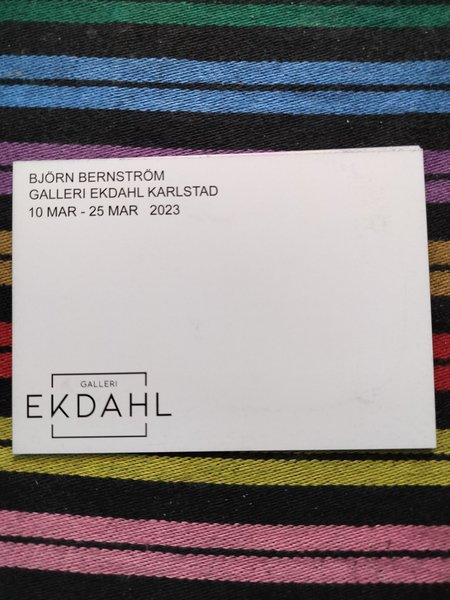 BJÖRN BERNSTRÖM
GALLERI EKDAHL KARLSTAD
10 MAR - 25 MAR 2023
GALLERI
EKDAHL